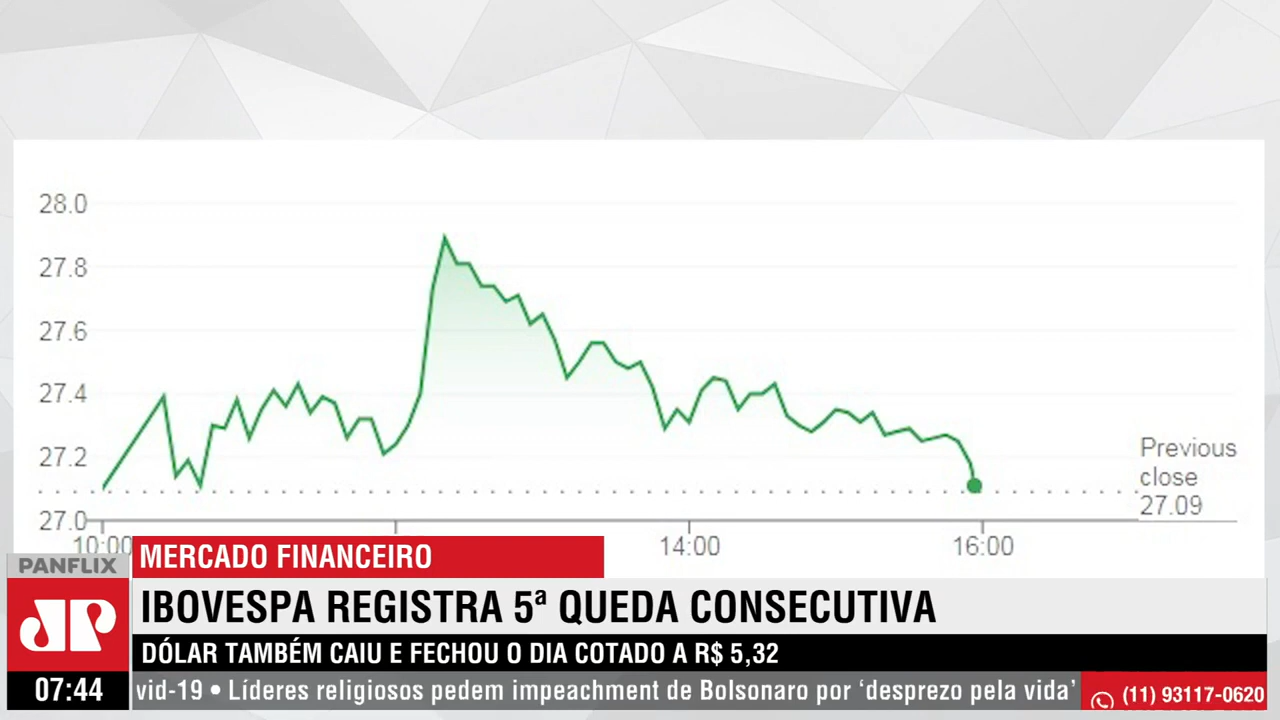 28.0
27.8
27.6
27.4
27.2
27.0
Previous
close
27.09
10:00
14:00
16:00
PANFLIX
JP
07:44
MERCADO FINANCEIRO
IBOVESPA REGISTRA 5ª QUEDA CONSECUTIVA
DÓLAR TAMBÉM CAIU E FECHOU O DIA COTADO A R$ 5,32
vid-19 • Líderes religiosos pedem impeachment de Bolsonaro por ‘desprezo pela vida’
(11) 93117-0620